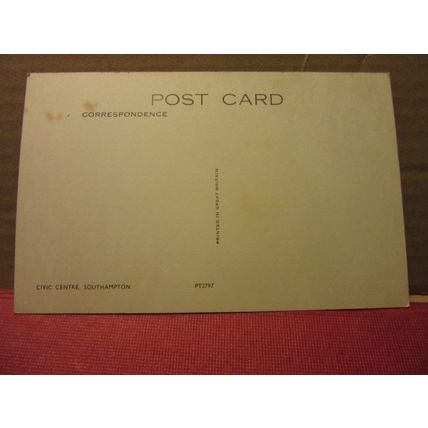 POST CARD
CORRESPONDENCE
PRINTED IN GREAT BRITAIN
CIVIC CENTRE, SOUTHAMPTON
PT2797